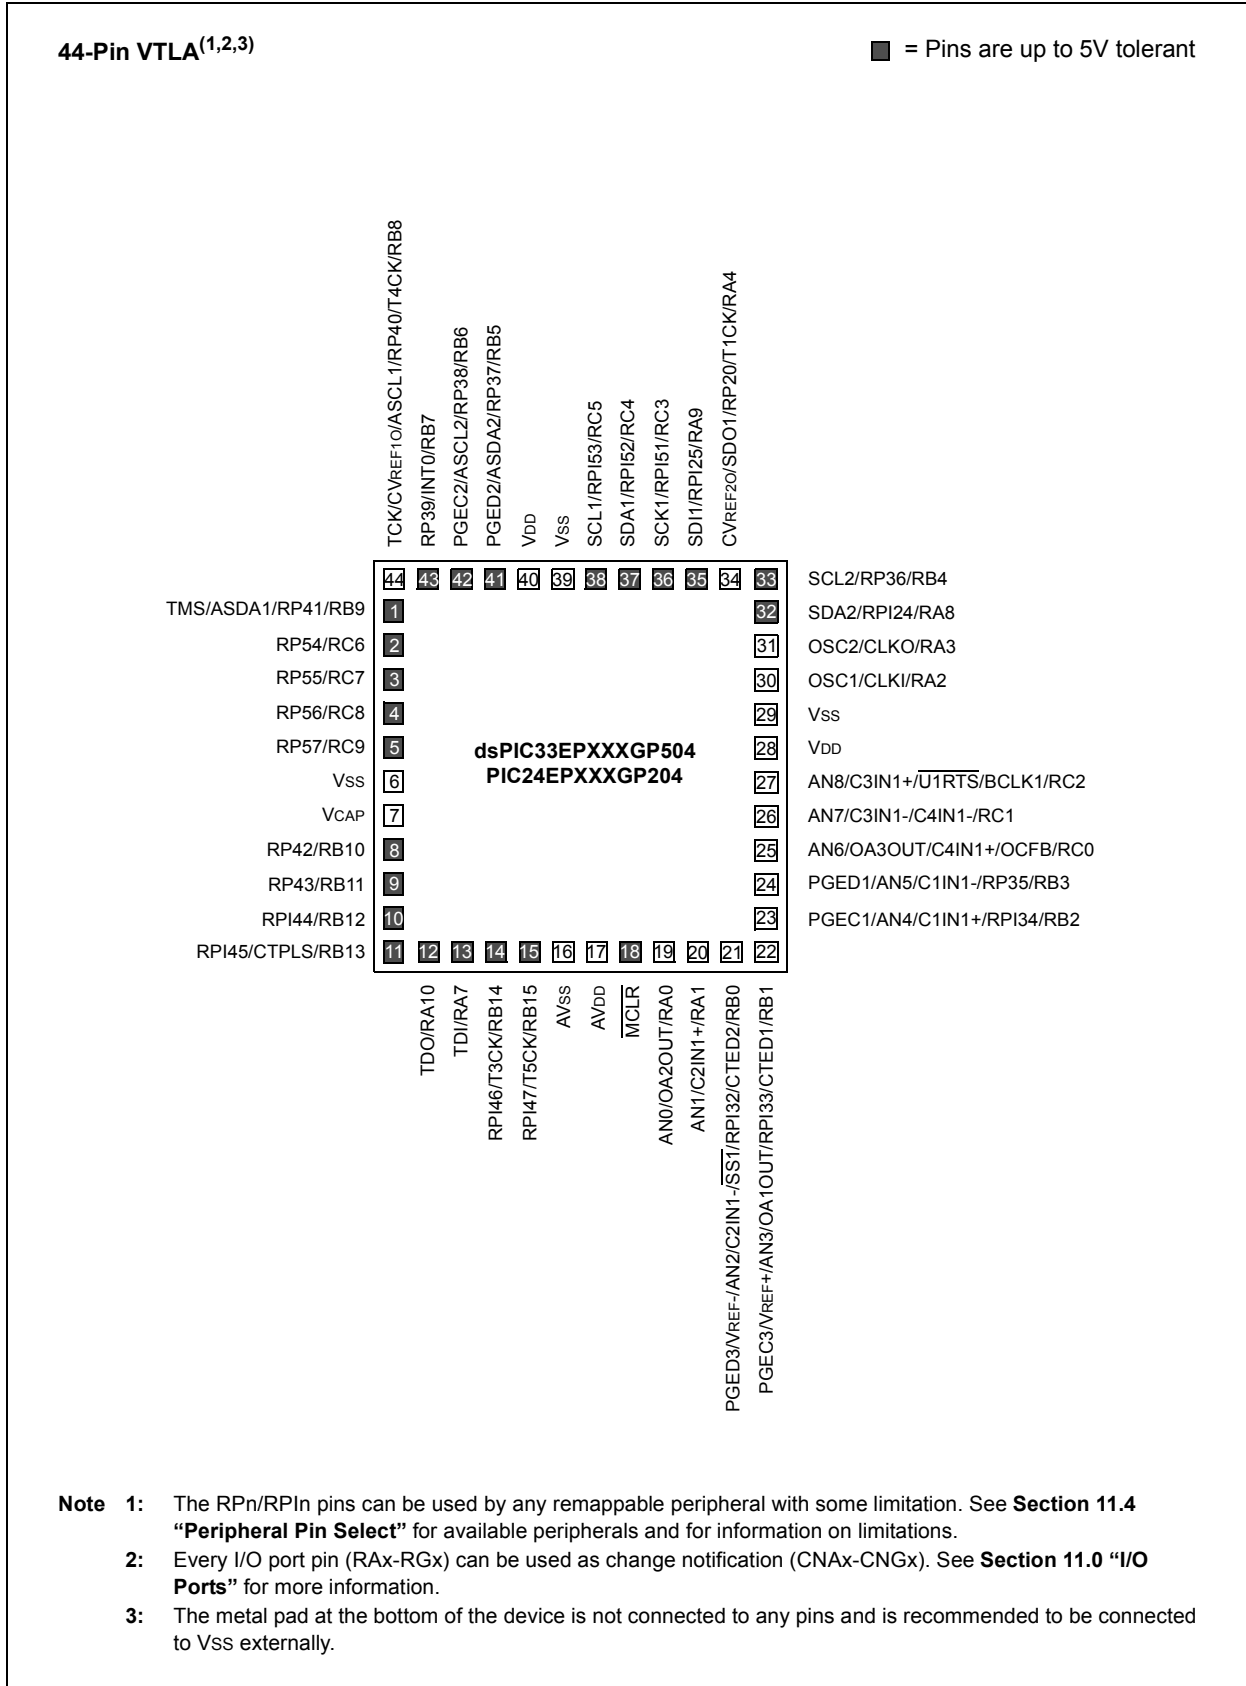 44-Pin VTLA(1,2,3)
= Pins are up to 5V tolerant
TCK/CVREF1O/ASCL1/RP40/T4CK/RB8
RP39/INT0/RB7
PGEC2/ASCL2/RP38/RB6
PGED2/ASDA2/RP37/RB5
VDD
VSS
SCL1/RPI53/RC5
SDA1/RPI52/RC4
SCK1/RPI51/RC3
SDI1/RPI25/RA9
CVREF2O/SDO1/RP20/T1CK/RA4
44 43 42 41 40 39 38 37 36 35 34 33 SCL2/RP36/RB4
TMS/ASDA1/RP41/RB9 1 32 SDA2/RPI24/RA8
RP54/RC6 2 31 OSC2/CLKO/RA3
RP55/RC7 3 30 OSC1/CLKI/RA2
RP56/RC8 4 29 VSS
RP57/RC9 5 dsPIC33EPXXXGP504 28 VDD
VSS 6 PIC24EPXXXGP204 27 AN8/C3IN1+/U1RTS/BCLK1/RC2
VCAP 7 26 AN7/C3IN1-/C4IN1-/RC1
RP42/RB10 8 25 AN6/OA3OUT/C4IN1+/OCFB/RC0
RP43/RB11 9 24 PGED1/AN5/C1IN1-/RP35/RB3
RPI44/RB12 10 23 PGEC1/AN4/C1IN1+/RPI34/RB2
RPI45/CTPLS/RB13 11 12 13 14 15 16 17 18 19 20 21 22
TDO/RA10
TDI/RA7
RPI46/T3CK/RB14
RPI47/T5CK/RB15
AVSS
AVDD
MCLR
AN0/OA2OUT/RA0
AN1/C2IN1+/RA1
PGED3/VREF-/AN2/C2IN1-/SS1/RPI32/CTED2/RB0
PGEC3/VREF+/AN3/OA1OUT/RPI33/CTED1/RB1
Note 1: The RPn/RPIn pins can be used by any remappable peripheral with some limitation. See Section 11.4
“Peripheral Pin Select” for available peripherals and for information on limitations.
2: Every I/O port pin (RAx-RGx) can be used as change notification (CNAx-CNGx). See Section 11.0 “I/O
Ports” for more information.
3: The metal pad at the bottom of the device is not connected to any pins and is recommended to be connected
to VSS externally.